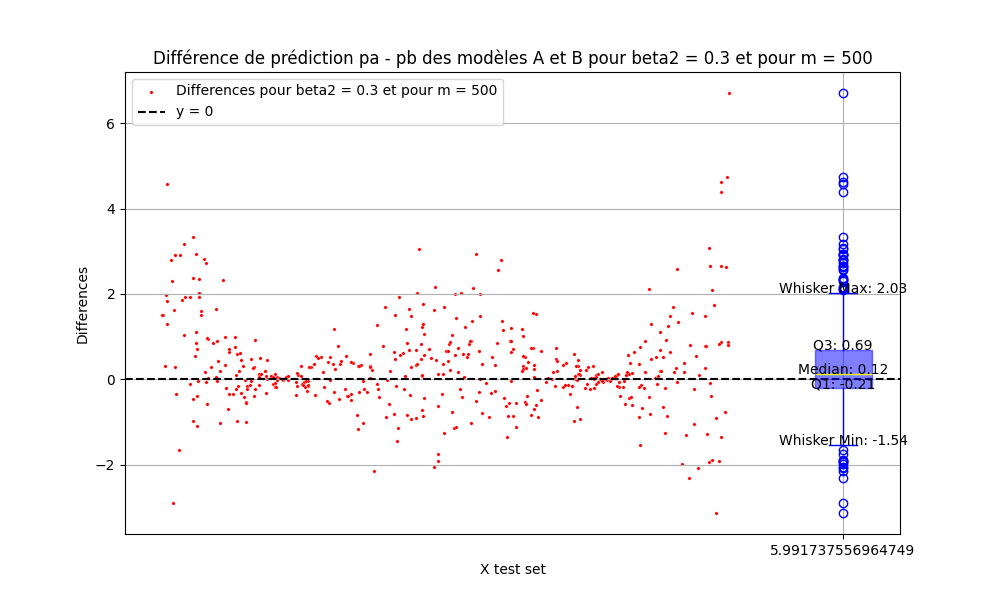 Différence de prédiction pa - pb des modèles A et B pour beta2 = 0.3 et pour m = 500
Differences pour beta2 = 0.3 et pour m = 500
y = 0
6
4
2
0
−2
Differences
Whisker Max: 2.03
Q3: 0.69
Median: 0.12
Q1: -0.21
Whisker Min: -1.54
5.991737556964749
X test set